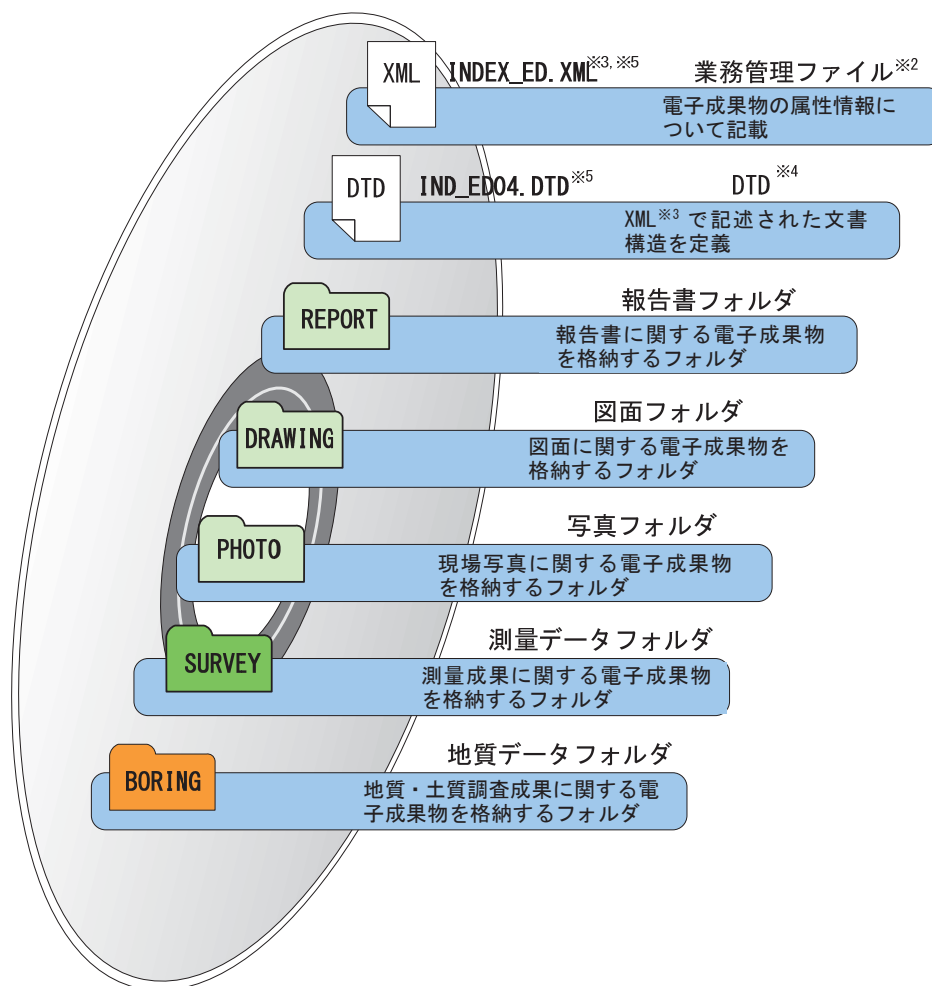 XML INDEX_ED.XML※3,※5 業務管理ファイル※2
電子成果物の属性情報に
ついて記載
DTD IND_ED04.DTD※5 DTD※4
XML※3 で記述された文書
構造を定義
REPORT 報告書フォルダ
報告書に関する電子成果物
を格納するフォルダ
DRAWING 図面フォルダ
図面に関する電子成果物を
格納するフォルダ
PHOTO 写真フォルダ
現場写真に関する電子成果物
を格納するフォルダ
SURVEY 測量データフォルダ
測量成果に関する電子成果物
を格納するフォルダ
BORING 地質データフォルダ
地質・土質調査成果に関する電
子成果物を格納するフォルダ